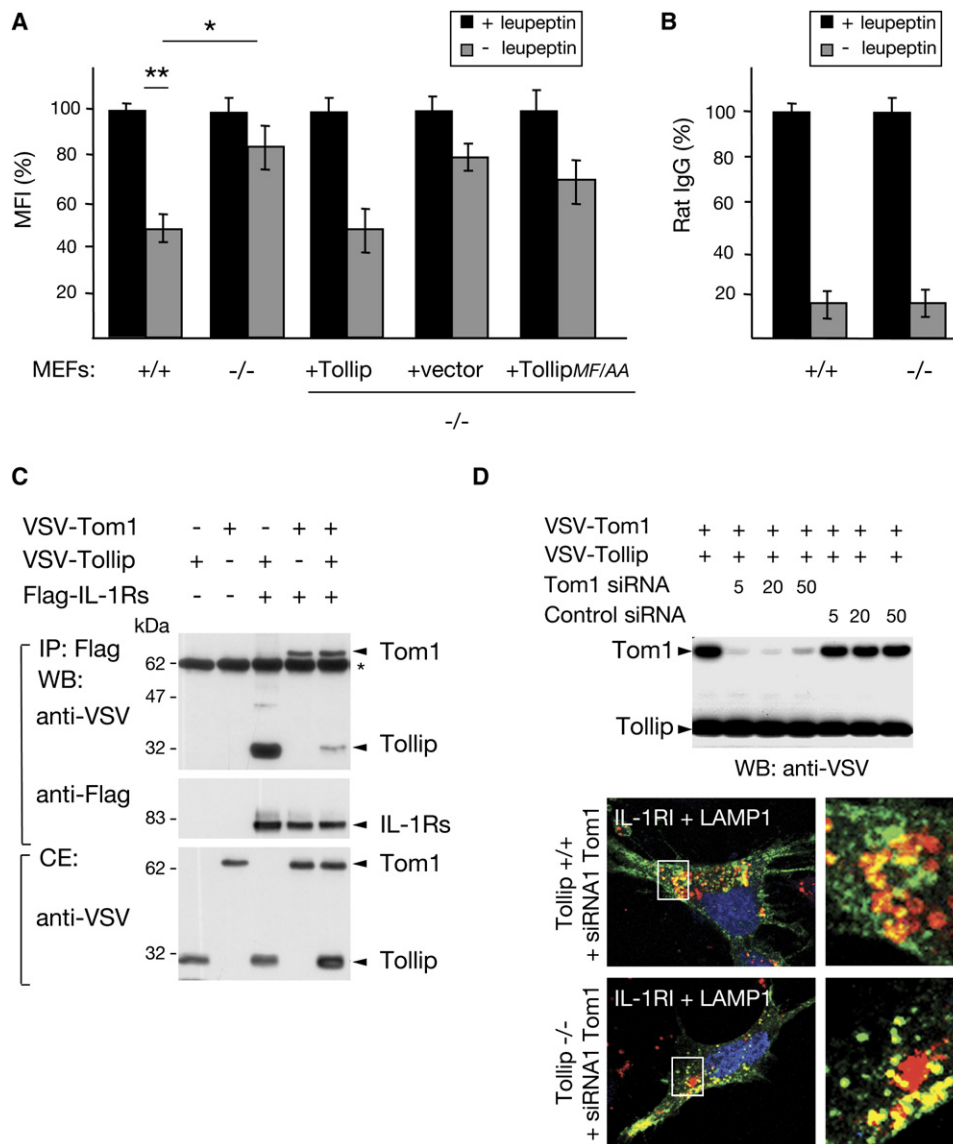 A
+ leupeptin
- leupeptin
*
**
MFI (%)
100
80
60
40
20
MEFs:
+/+
-/-
+Tollip
+vector
+TollipMF/AA
-/-
B
+ leupeptin
- leupeptin
Rat IgG (%)
100
80
60
40
20
+/+
-/-
C
VSV-Tom1 - + - + +
VSV-Tollip + - + - +
Flag-IL-1Rs - - + + +
kDa
IP: Flag
WB:
anti-VSV
62 -
47 -
32 -
Tom1
*
Tollip
anti-Flag
83 -
IL-1Rs
CE:
anti-VSV
62 -
32 -
Tom1
Tollip
D
VSV-Tom1 + + + + + + +
VSV-Tollip + + + + + + +
Tom1 siRNA 5 20 50
Control siRNA 5 20 50
Tom1
Tollip
WB: anti-VSV
Tollip +/+
+ siRNA1 Tom1
IL-1RI + LAMP1
Tollip -/-
+ siRNA1 Tom1
IL-1RI + LAMP1